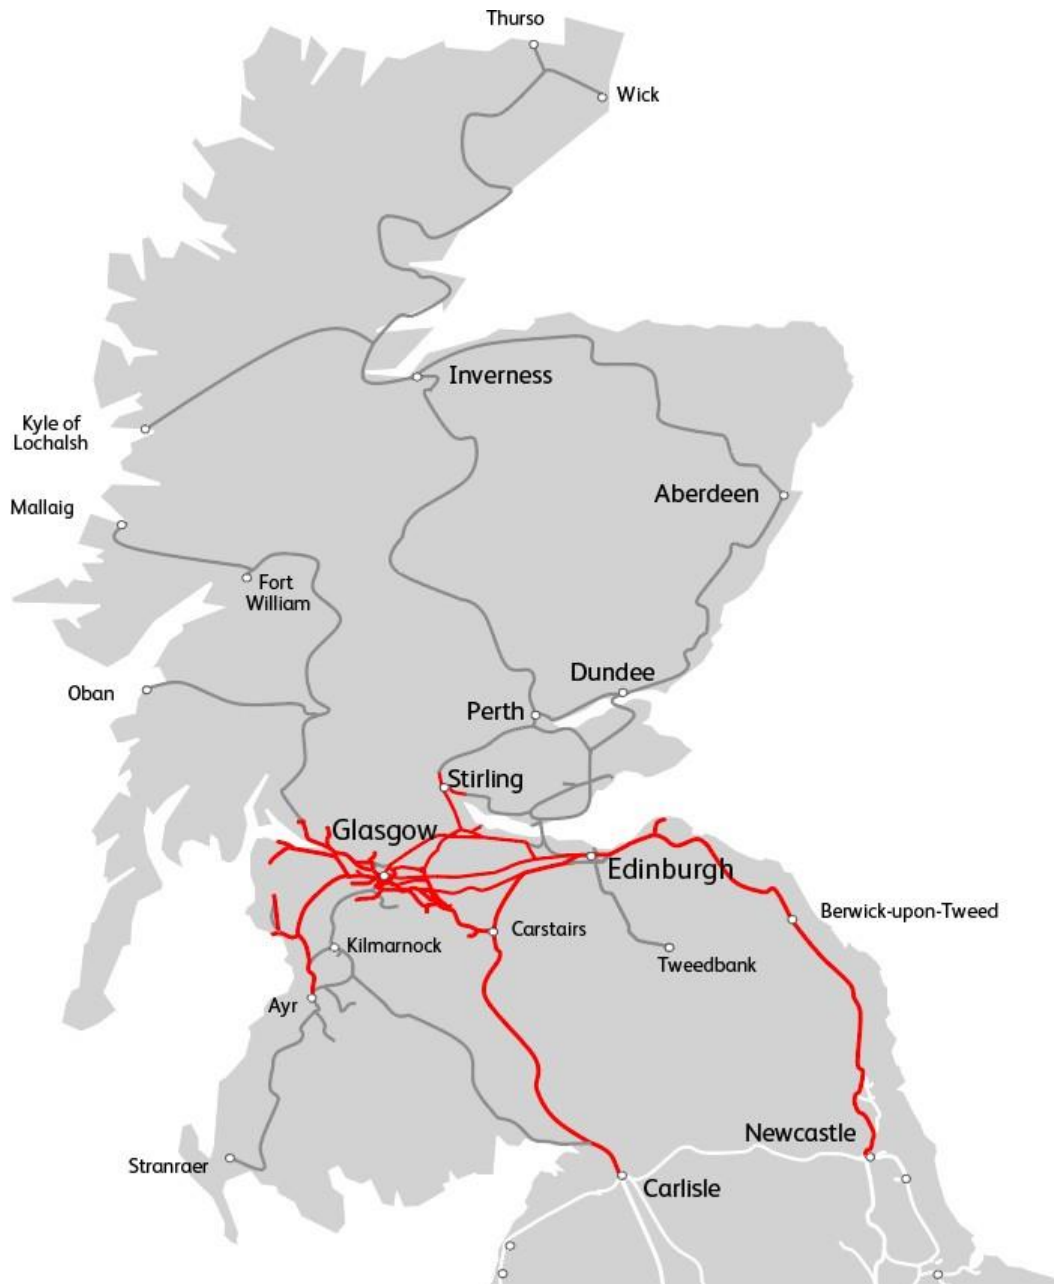 Thurso
Wick
Inverness
Kyle of
Lochalsh
Aberdeen
Mallaig
Fort
William
Dundee
Oban
Perth
Stirling
Glasgow
Edinburgh
Berwick-upon-Tweed
Carstairs
Kilmarnock
Tweedbank
Ayr
Newcastle
Stranraer
Carlisle